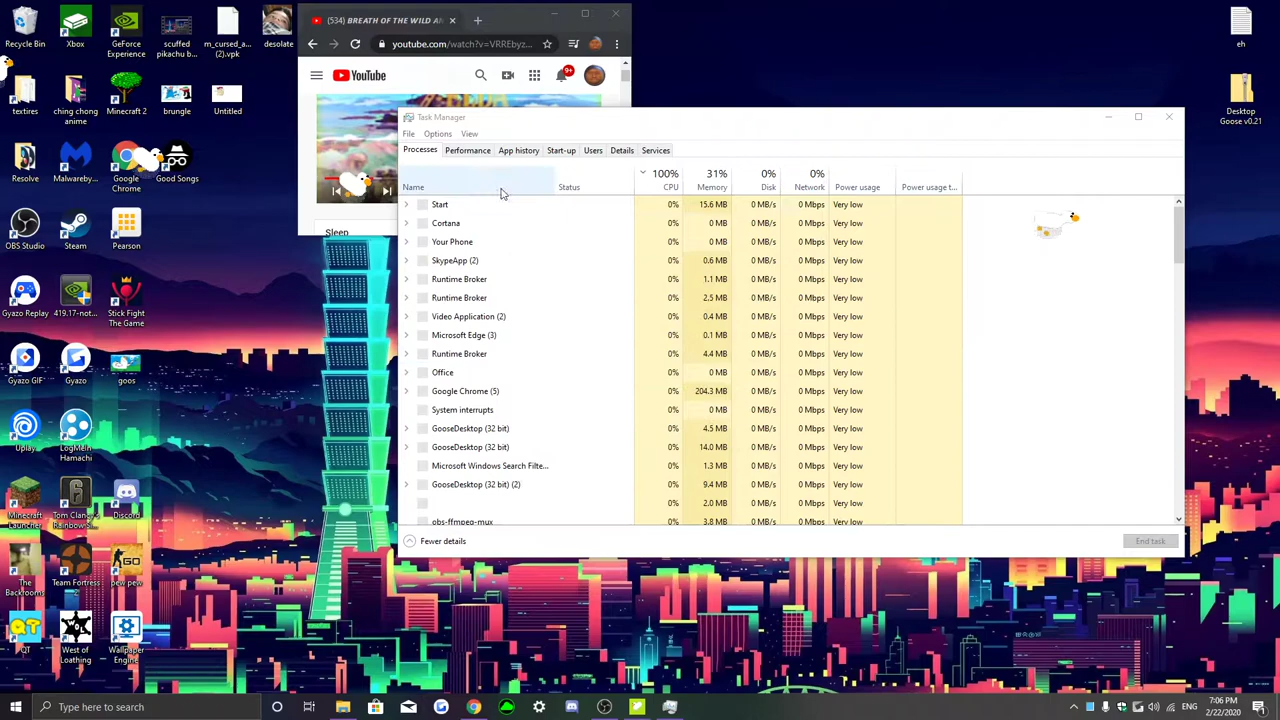 Recycle Bin
Xbox
GeForce Experience
scuffed pikachu b...
m_cursed_a...
(2).vpk
desolate
textires
ching chong anime
Minecraft 2
brungle
Untitled
Resolve
Mwareby...
Google Chrome
Good Songs
OBS Studio
Steam
Pearson
Gyazo Replay
419.17-not...
Stick Fight The Game
Gyazo GIF
Gyazo
goos
Uplay
LogMeIn Hamachi
Minecraft Launcher
Tom Clancy's Rainbow Si...
Discord
The Backrooms
Team Fortress 2
pew pew
QT
West of Loathing
Wallpaper Engine
eh
Desktop Goose v0.21
(534) BREATH OF THE WILD AN
youtube.com/watch?v=VRREbyz...
YouTube
9+
Sleep
Task Manager
File Options View
Processes Performance App history Start-up Users Details Services
100% 31% 0% 0%
Name Status CPU Memory Disk Network Power usage Power usage t...
Start 0% 15.6 MB 0 MB/s 0 Mbps Very low
Cortana 0% 0 MB 0 MB/s 0 Mbps Very low
Your Phone 0% 0 MB 0 MB/s 0 Mbps Very low
SkypeApp (2) 0% 0.6 MB 0 MB/s 0 Mbps Very low
Runtime Broker 0% 1.1 MB 0 MB/s 0 Mbps Very low
Runtime Broker 0% 2.5 MB 0 MB/s 0 Mbps Very low
Video Application (2) 0% 0.4 MB 0 MB/s 0 Mbps Very low
Microsoft Edge (3) 0% 0.1 MB 0 MB/s 0 Mbps Very low
Runtime Broker 0% 4.4 MB 0 MB/s 0 Mbps Very low
Office 0% 0 MB 0 MB/s 0 Mbps Very low
Google Chrome (5) 0% 204.3 MB 0 MB/s 0 Mbps Very low
System interrupts 0% 0 MB 0 MB/s 0 Mbps Very low
GooseDesktop (32 bit) 0% 4.5 MB 0 MB/s 0 Mbps Very low
GooseDesktop (32 bit) 0% 14.0 MB 0 MB/s 0 Mbps Very low
Microsoft Windows Search Filte... 0% 1.3 MB 0 MB/s 0 Mbps Very low
GooseDesktop (32 bit) (2) 0% 9.4 MB 0 MB/s 0 Mbps Very low
0% 2.0 MB 0 MB/s 0 Mbps Very low
obs-ffmpeg-mux 0% 3.8 MB 0 MB/s 0 Mbps Very low
Fewer details
End task
Type here to search
7:06 PM
2/22/2020